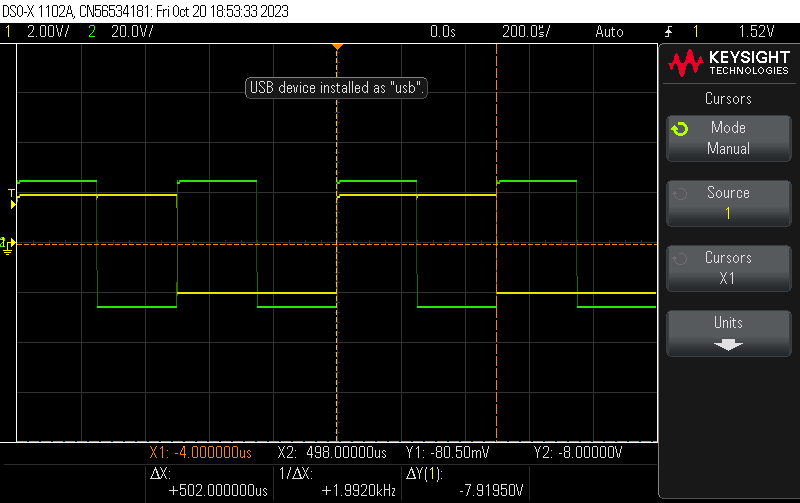 DSO-X 1102A, CN56534181: Fri Oct 20 18:53:33 2023
1 2.00V/ 2 20.0V/ 0.0s 200.0us/ Auto 1 1.52V
KEYSIGHT
TECHNOLOGIES
USB device installed as "usb".
Cursors
Mode
Manual
Source
1
Cursors
X1
Units
T
2
X1: -4.000000us X2: 498.00000us Y1: -80.50mV Y2: -8.00000V
ΔX: 1/ΔX: ΔY(1):
+502.000000us +1.9920kHz -7.91950V